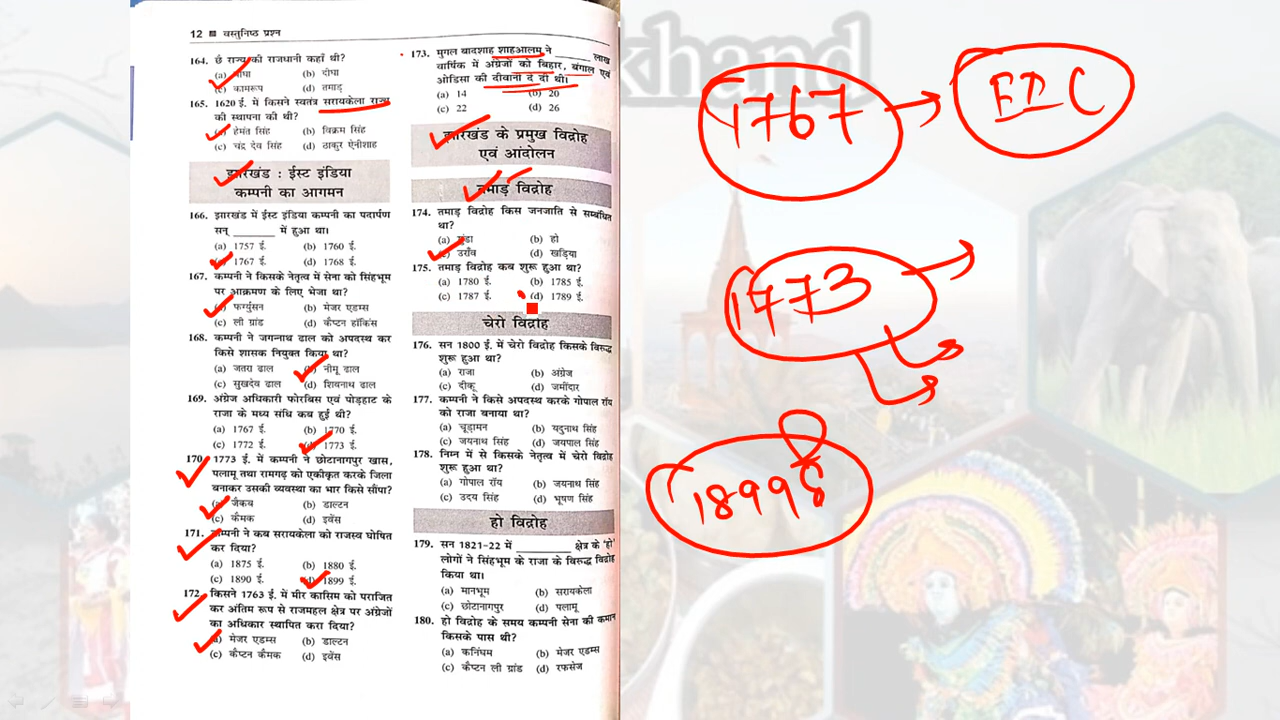 12 ■ वस्तुनिष्ठ प्रश्न
164. छै राज्य की राजधानी कहाँ थी?
(b) दीपा
(c) कामरूप (d) तमाड़
165. 1620 ई. में किसने स्वतंत्र सरायकेला राज्य
की स्थापना की थी?
(a) हेमंत सिंह (b) विक्रम सिंह
(c) चंद्र देव सिंह (d) ठाकुर ऐनीशाह
झारखंड : ईस्ट इंडिया
कम्पनी का आगमन
166. झारखंड में ईस्ट इंडिया कम्पनी का पदार्पण
सन् ______ में हुआ था।
(a) 1757 ई. (b) 1760 ई.
(c) 1767 ई. (d) 1768 ई.
167. कम्पनी ने किसके नेतृत्व में सेना को सिंहभूम
पर आक्रमण के लिए भेजा था?
(a) फर्ग्युसन (b) मेजर एडम्स
(c) ली ग्रांड (d) कैप्टन हॉकिंस
168. कम्पनी ने जगन्नाथ ढाल को अपदस्थ कर
किसे शासक नियुक्त किया था?
(a) जतरा ढाल (b) नीमू ढाल
(c) सुखदेव ढाल (d) शिवनाथ ढाल
169. अंग्रेज अधिकारी फोरबिस एवं पोड़हाट के
राजा के मध्य संधि कब हुई थी?
(a) 1767 ई. (b) 1770 ई.
(c) 1772 ई. (d) 1773 ई.
170. 1773 ई. में कम्पनी ने छोटानागपुर खास,
पलामू तथा रामगढ़ को एकीकृत करके जिला
बनाकर उसकी व्यवस्था का भार किसे सौंपा?
(a) जैकब (b) डाल्टन
(c) कैमक (d) इवेंस
171. कम्पनी ने कब सरायकेला को राजस्व घोषित
कर दिया?
(a) 1875 ई. (b) 1880 ई.
(c) 1890 ई. (d) 1899 ई.
172. किसने 1763 ई. में मीर कासिम को पराजित
कर अंतिम रूप से राजमहल क्षेत्र पर अंग्रेजों
का अधिकार स्थापित करा दिया?
(a) मेजर एडम्स (b) डाल्टन
(c) कैप्टन कैमक (d) इवेंस
173. मुगल बादशाह शाहआलम ने ______ लाख
वार्षिक में अंग्रेजों को बिहार, बंगाल एवं
ओडिसा की दीवानी दे दी थी।
(a) 14 (b) 20
(c) 22 (d) 26
झारखंड के प्रमुख विद्रोह
एवं आंदोलन
तमाड़ विद्रोह
174. तमाड़ विद्रोह किस जनजाति से सम्बंधित
था?
(a) मुंडा (b) हो
(c) उराँव (d) खड़िया
175. तमाड़ विद्रोह कब शुरू हुआ था?
(a) 1780 ई. (b) 1785 ई.
(c) 1787 ई. (d) 1789 ई.
चेरो विद्रोह
176. सन 1800 ई. में चेरो विद्रोह किसके विरुद्ध
शुरू हुआ था?
(a) राजा (b) अंग्रेज
(c) दीकू (d) जमींदार
177. कम्पनी ने किसे अपदस्थ करके गोपाल रॉय
को राजा बनाया था?
(a) चूड़ामन (b) यदुनाथ सिंह
(c) जयनाथ सिंह (d) जयपाल सिंह
178. निम्न में से किसके नेतृत्व में चेरो विद्रोह
शुरू हुआ था?
(a) गोपाल रॉय (b) जयनाथ सिंह
(c) उदय सिंह (d) भूषण सिंह
हो विद्रोह
179. सन 1821-22 में ________ क्षेत्र के 'हो'
लोगों ने सिंहभूम के राजा के विरुद्ध विद्रोह
किया था।
(a) मानभूम (b) सरायकेला
(c) छोटानागपुर (d) पलामू
180. हो विद्रोह के समय कम्पनी सेना की कमान
किसके पास थी?
(a) कनिंघम (b) मेजर एडम्स
(c) कैप्टन ली ग्रांड (d) रफसेज
khand
1767 EIC
1773
1899 ई